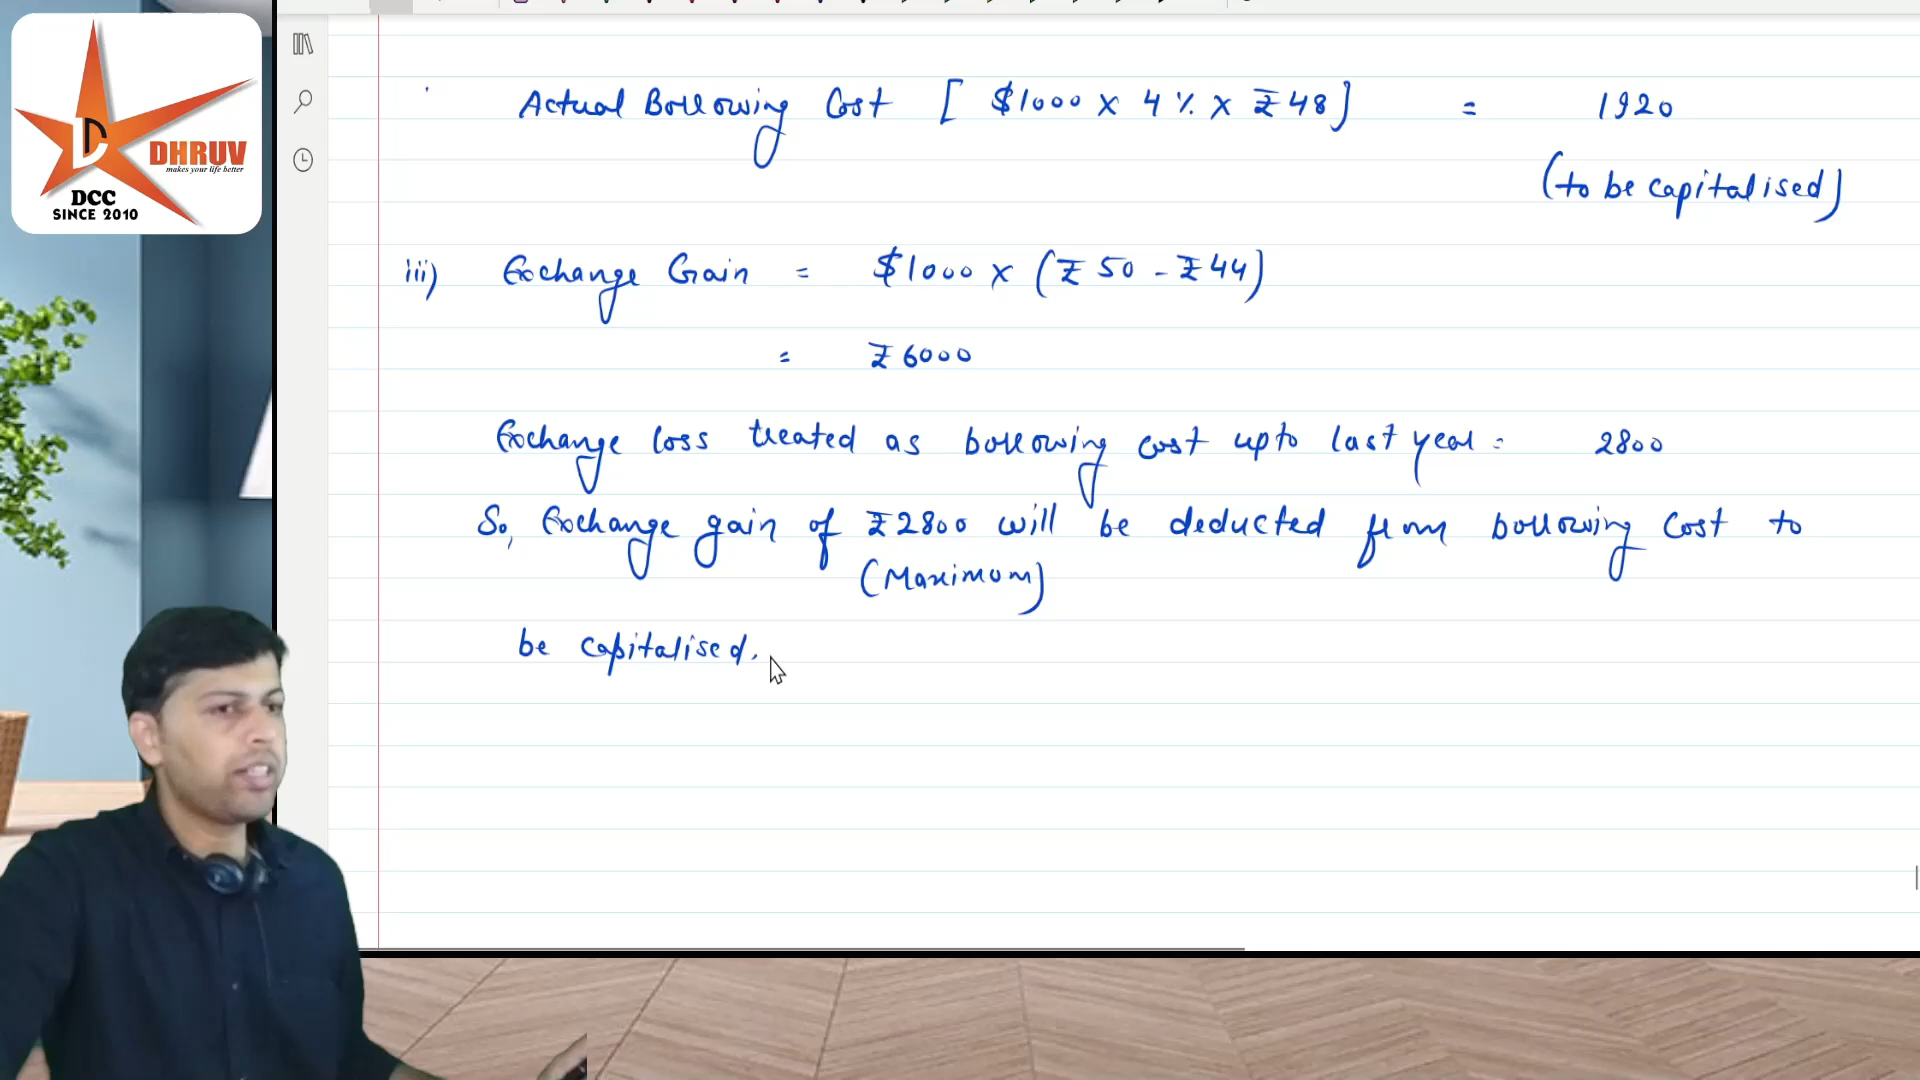 DHRUV
makes your life better
DC
DCC
SINCE 2010
Actual Borrowing Cost [ $1000 x 4% x ₹48] = 1920
(to be capitalised)
iii) Exchange Gain = $1000 x (₹50 - ₹44)
= ₹6000
Exchange loss treated as borrowing cost upto last year = 2800
So, Exchange gain of ₹2800 will be deducted from borrowing cost to
(Maximum)
be capitalised.